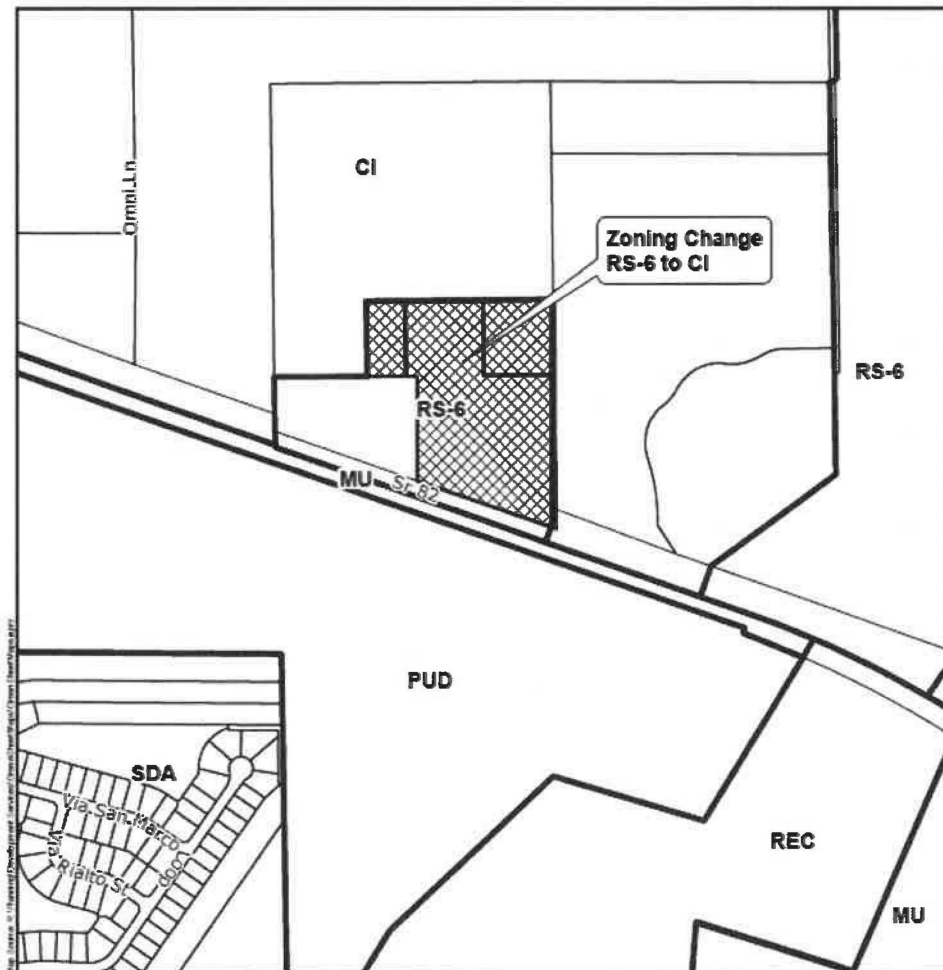 CI
Omni Ln
Zoning Change
RS-6 to CI
RS-6
RS-6
MU
Sr 82
PUD
SDA
Via San Marco
Loop
Via
Rialto St
REC
MU